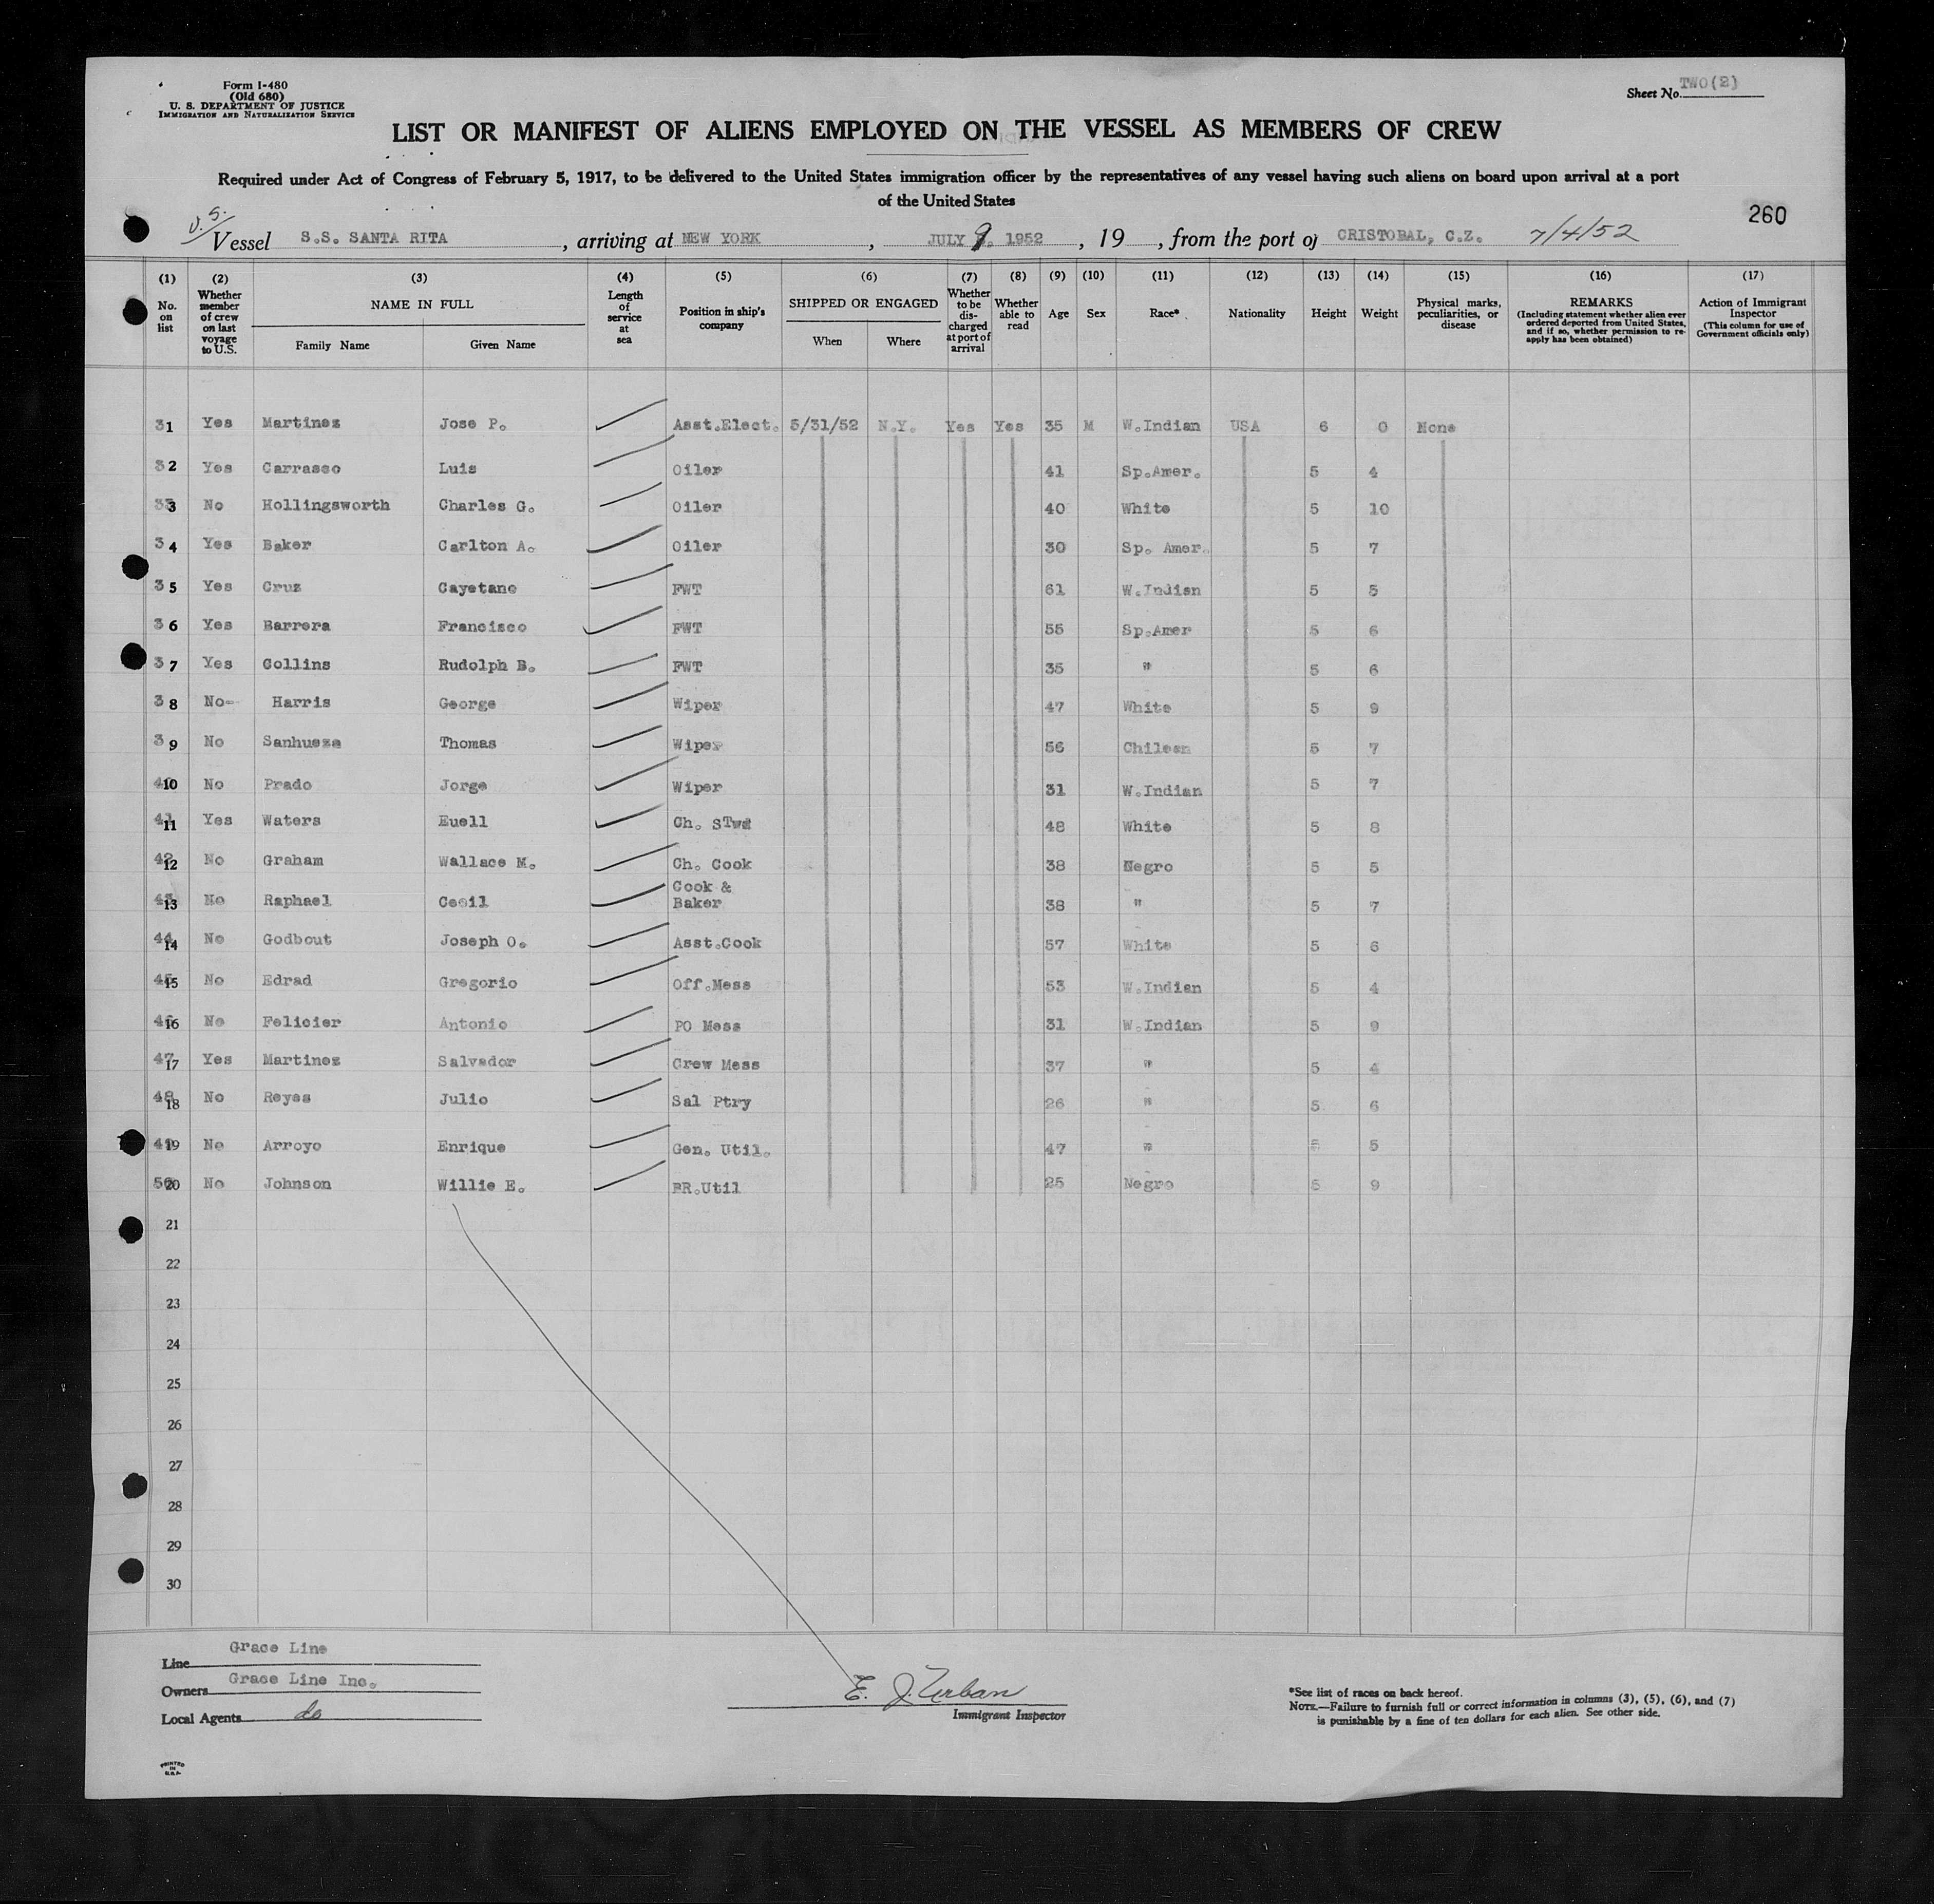 Form I-480
(Old 680)
U. S. DEPARTMENT OF JUSTICE
IMMIGRATION AND NATURALIZATION SERVICE
Sheet No. TWO(2)
LIST OR MANIFEST OF ALIENS EMPLOYED ON THE VESSEL AS MEMBERS OF CREW
Required under Act of Congress of February 5, 1917, to be delivered to the United States immigration officer by the representatives of any vessel having such aliens on board upon arrival at a port
of the United States
260
U.S. Vessel S.S. SANTA RITA, arriving at NEW YORK, JULY 9, 1952, 19, from the port of CRISTOBAL, C.Z. 7/4/52
(1) No. on list
(2) Whether member of crew on last voyage to U.S.
(3) NAME IN FULL Family Name Given Name
(4) Length of service at sea
(5) Position in ship's company
(6) SHIPPED OR ENGAGED When Where
(7) Whether to be discharged at port of arrival
(8) Whether able to read
(9) Age
(10) Sex
(11) Race*
(12) Nationality
(13) Height
(14) Weight
(15) Physical marks, peculiarities, or disease
(16) REMARKS (Including statement whether alien ever ordered deported from United States, and if so, whether permission to reapply has been obtained)
(17) Action of Immigrant Inspector (This column for use of Government officials only)
31 Yes Martinez Jose P. Asst.Elect. 5/31/52 N.Y. Yes Yes 35 M W.Indian USA 6 0 None
32 Yes Carrasco Luis Oiler 41 Sp.Amer. 5 4
33 No Hollingsworth Charles G. Oiler 40 White 5 10
34 Yes Baker Carlton A. Oiler 30 Sp. Amer. 5 7
35 Yes Cruz Cayetano FWT 61 W.Indian 5 5
36 Yes Barrera Francisco FWT 55 Sp.Amer 5 6
37 Yes Collins Rudolph B. FWT 35 " 5 6
38 No- Harris George Wiper 47 White 5 9
39 No Sanhueza Thomas Wiper 56 Chilean 5 7
40 10 No Prado Jorge Wiper 31 W.Indian 5 7
41 11 Yes Waters Euell Ch. STwd 48 White 5 8
42 12 No Graham Wallace M. Ch. Cook 38 Negro 5 5
43 13 No Raphael Cecil Cook & Baker 38 " 5 7
44 14 No Godbout Joseph O. Asst.Cook 57 White 5 6
45 15 No Edrad Gregorio Off.Mess 53 W.Indian 5 4
46 16 No Felicier Antonio PO Mess 31 W.Indian 5 9
47 17 Yes Martinez Salvador Crew Mess 37 " 5 4
48 18 No Reyes Julio Sal Ptry 26 " 5 6
49 19 No Arroyo Enrique Gen. Util. 47 " 5 5
50 20 No Johnson Willie E. BR.Util 25 Negro 5 9
21
22
23
24
25
26
27
28
29
30
Line Grace Line
Owners Grace Line Inc.
Local Agents do
E. J. Urban
Immigrant Inspector
*See list of races on back hereof.
NOTE.—Failure to furnish full or correct information in columns (3), (5), (6), and (7)
is punishable by a fine of ten dollars for each alien. See other side.
PRINTED
IN
U.S.A.